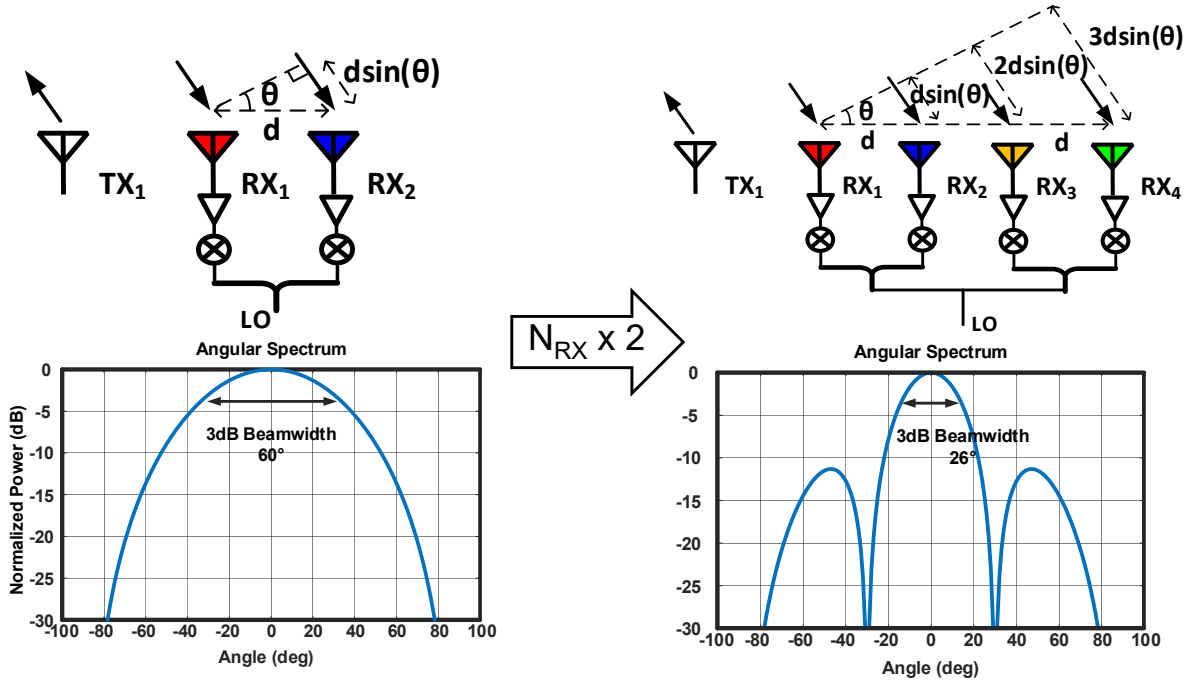 dsin(θ)
θ
d
TX1
RX1
RX2
LO
Angular Spectrum
Normalized Power (dB)
0
-5
-10
-15
-20
-25
-30
3dB Beamwidth
60°
-100 -80 -60 -40 -20 0 20 40 60 80 100
Angle (deg)
NRX x 2
3dsin(θ)
2dsin(θ)
dsin(θ)
θ
d
d
TX1
RX1
RX2
RX3
RX4
LO
Angular Spectrum
0
-5
-10
-15
-20
-25
-30
3dB Beamwidth
26°
-100 -80 -60 -40 -20 0 20 40 60 80 100
Angle (deg)